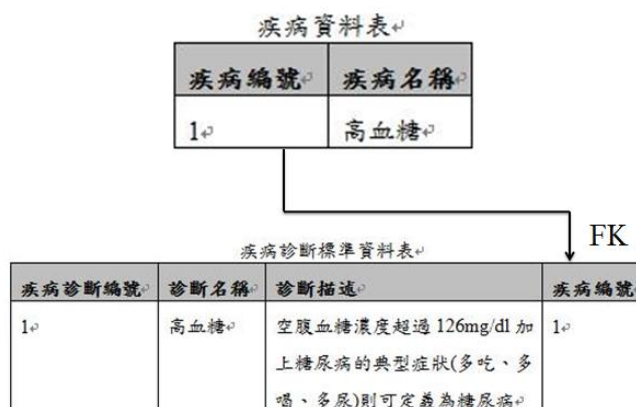 疾病資料表
疾病編號 疾病名稱
1 高血糖
FK
疾病診斷標準資料表
疾病診斷編號 診斷名稱 診斷描述 疾病編號
1 高血糖 空腹血糖濃度超過 126mg/dl 加 1
上糖尿病的典型症狀(多吃、多
喝、多尿)則可定義為糖尿病